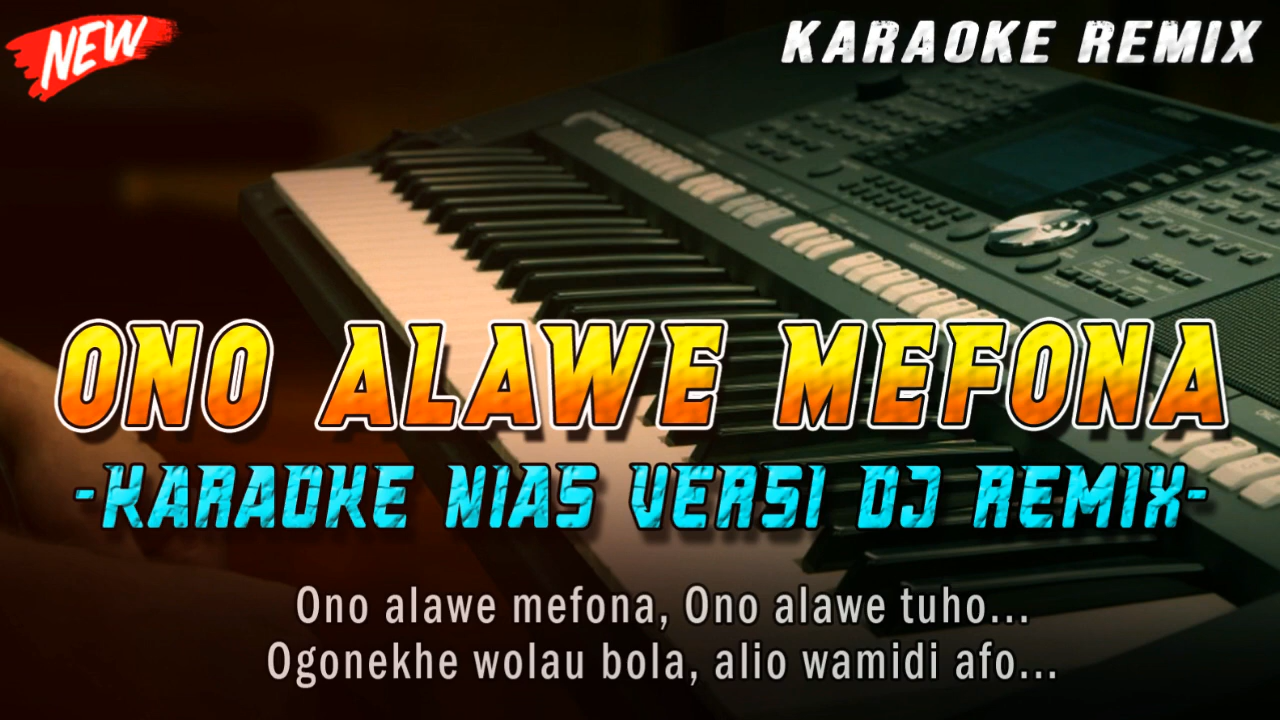 NEW
KARAOKE REMIX
ONO ALAWE MEFONA
-KARAOKE NIAS VERSI DJ REMIX-
Ono alawe mefona, Ono alawe tuho...
Ogonekhe wolau bola, alio wamidi afo...